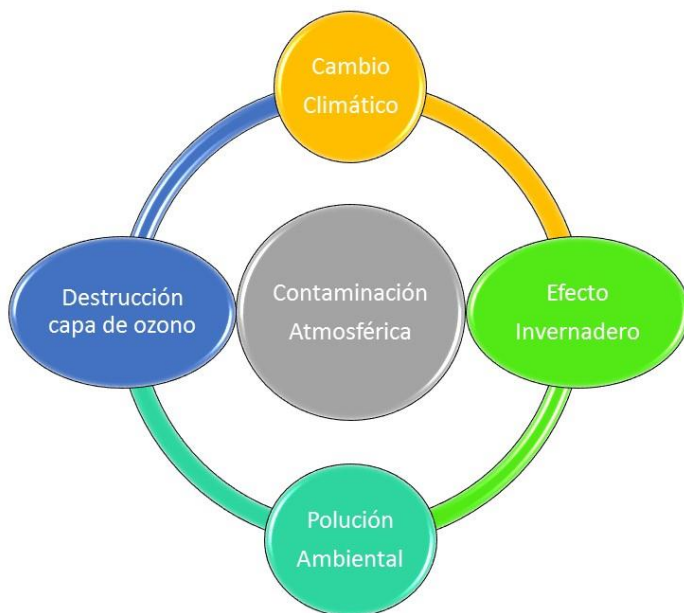 Cambio
Climático
Destrucción
capa de ozono
Contaminación
Atmosférica
Efecto
Invernadero
Polución
Ambiental